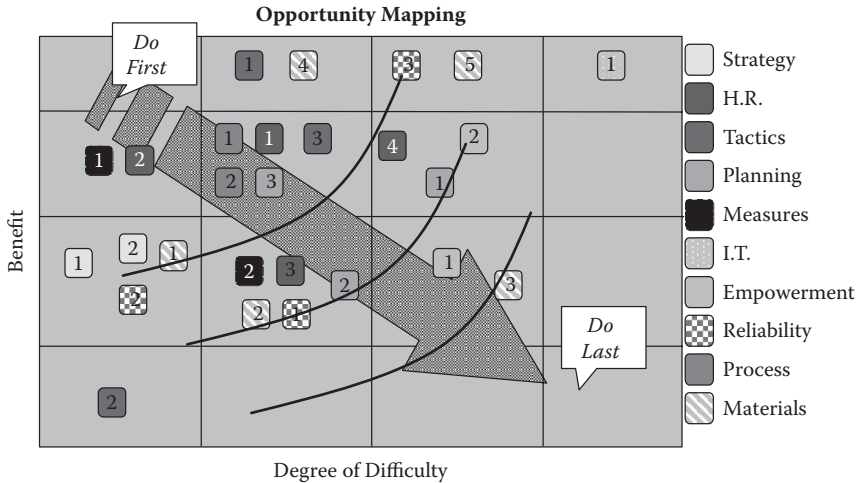 Opportunity Mapping
Do
First
1 4 3 5 1
1 1 3 4 2
1 2
2 3 1
1 2 1 1
2 3 2 3
2
2 1
Do
Last
2
Benefit
Degree of Difficulty
Strategy
H.R.
Tactics
Planning
Measures
I.T.
Empowerment
Reliability
Process
Materials